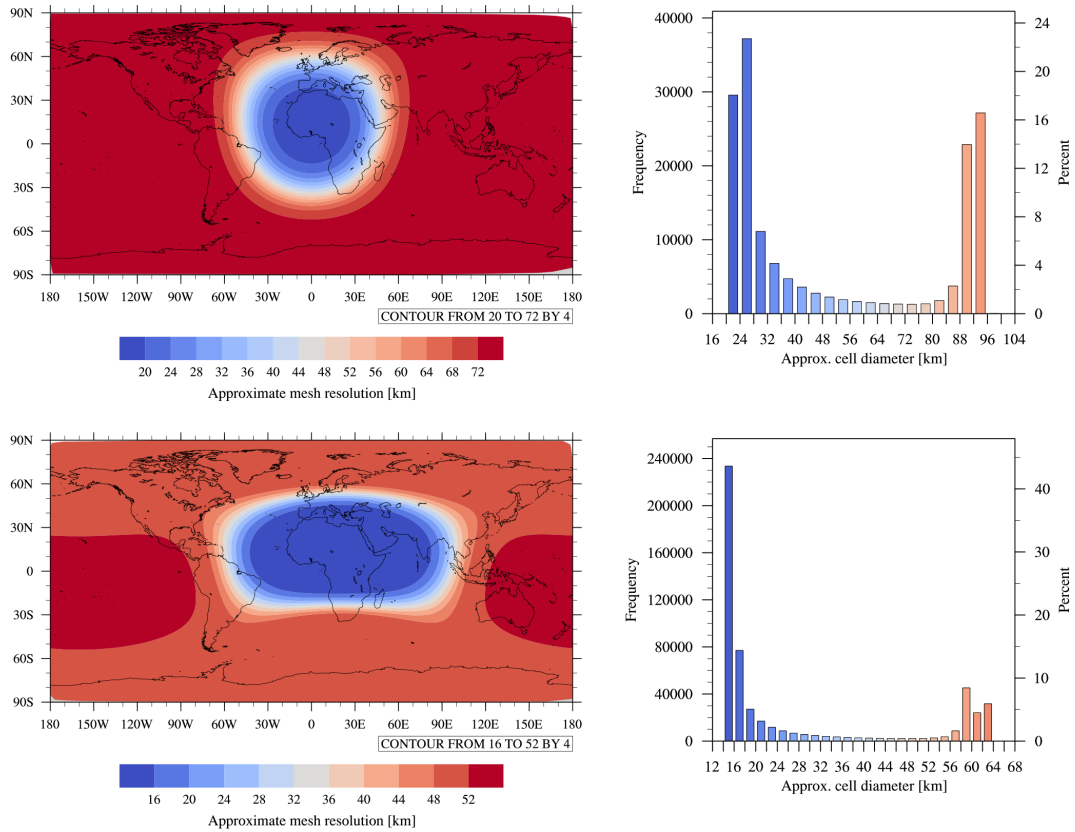 90N
60N
30N
0
30S
60S
90S
180 150W 120W 90W 60W 30W 0 30E 60E 90E 120E 150E 180
CONTOUR FROM 20 TO 72 BY 4
20 24 28 32 36 40 44 48 52 56 60 64 68 72
Approximate mesh resolution [km]
Frequency
40000
30000
20000
10000
0
24
20
16
12
8
4
0
Percent
16 24 32 40 48 56 64 72 80 88 96 104
Approx. cell diameter [km]
90N
60N
30N
0
30S
60S
90S
180 150W 120W 90W 60W 30W 0 30E 60E 90E 120E 150E 180
CONTOUR FROM 16 TO 52 BY 4
16 20 24 28 32 36 40 44 48 52
Approximate mesh resolution [km]
Frequency
240000
200000
160000
120000
80000
40000
0
40
30
20
10
0
Percent
12 16 20 24 28 32 36 40 44 48 52 56 60 64 68
Approx. cell diameter [km]